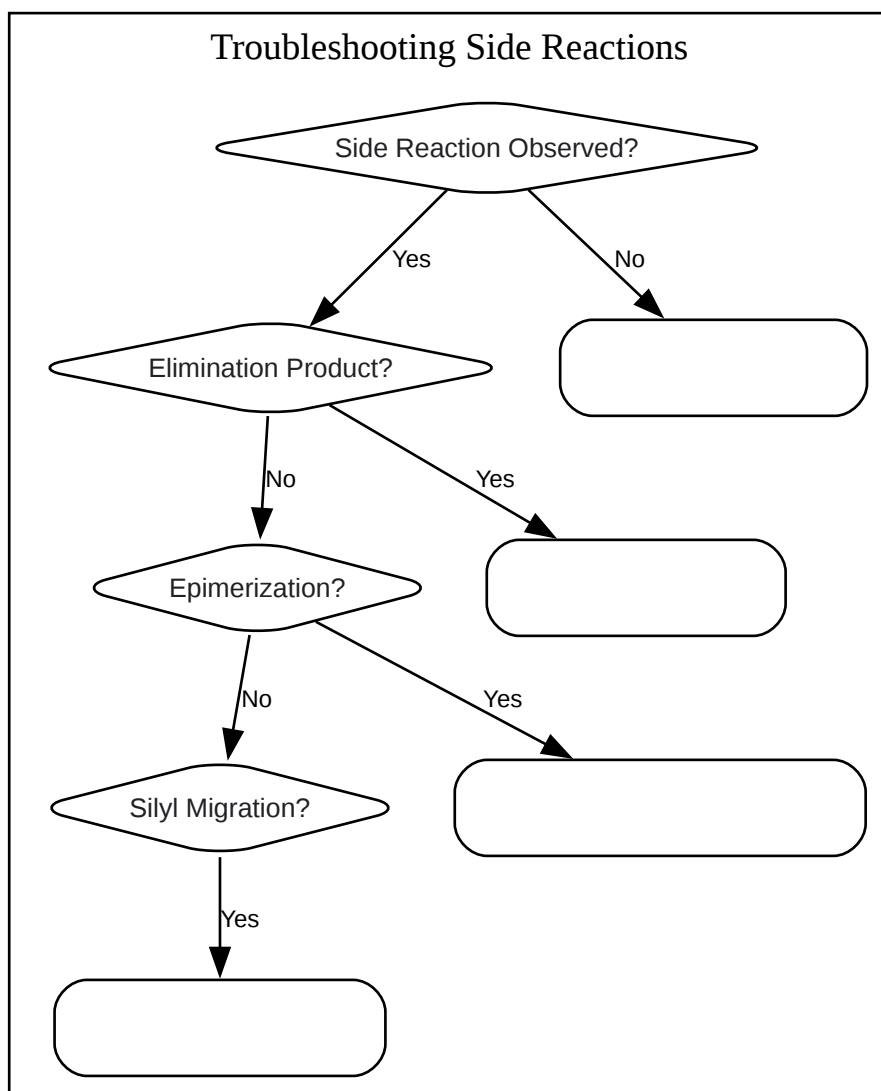 Troubleshooting Side Reactions
Side Reaction Observed?
Yes
No
Elimination Product?
No
Yes
Epimerization?
No
Yes
Silyl Migration?
Yes